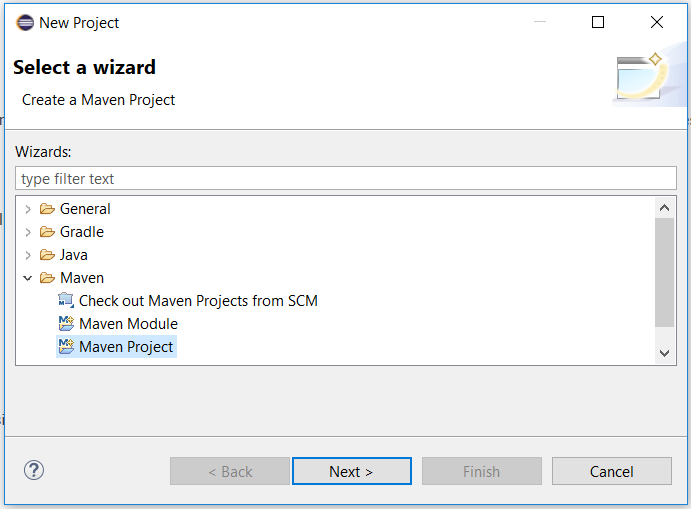 New Project
Select a wizard
Create a Maven Project
Wizards:
type filter text
General
Gradle
Java
Maven
Check out Maven Projects from SCM
Maven Module
Maven Project
< Back
Next >
Finish
Cancel